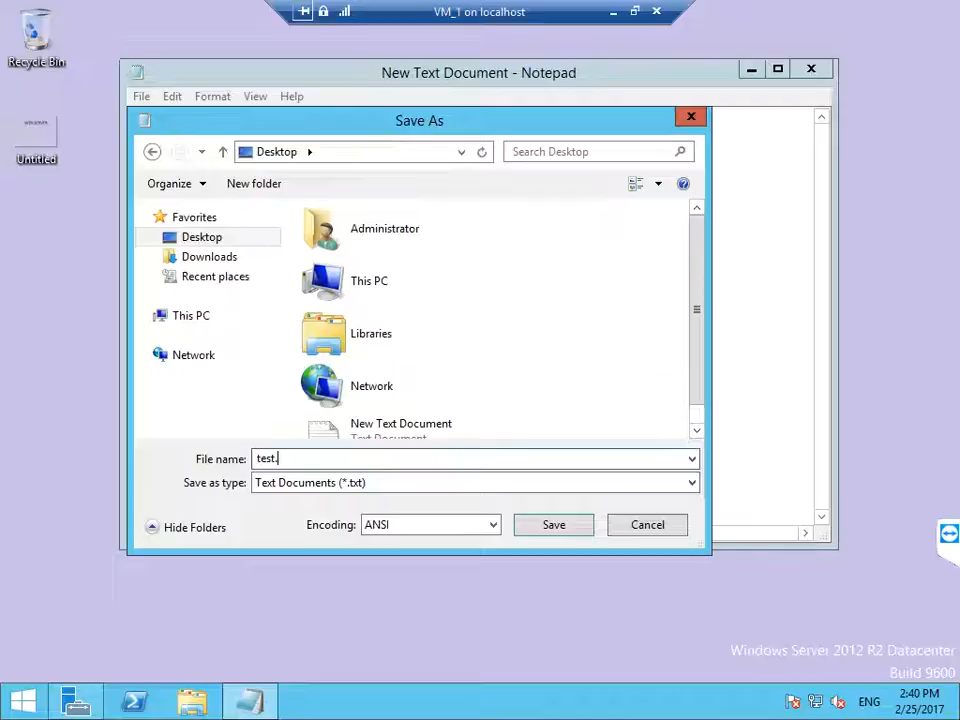 VM_1 on localhost
Recycle Bin
Untitled
New Text Document - Notepad
File Edit Format View Help
Save As
Desktop
Search Desktop
Organize New folder
Favorites
Desktop
Downloads
Recent places
This PC
Network
Administrator
This PC
Libraries
Network
New Text Document
Text Document
File name: test.
Save as type: Text Documents (*.txt)
Hide Folders Encoding: ANSI Save Cancel
Windows Server 2012 R2 Datacenter
Build 9600
ENG
2:40 PM
2/25/2017